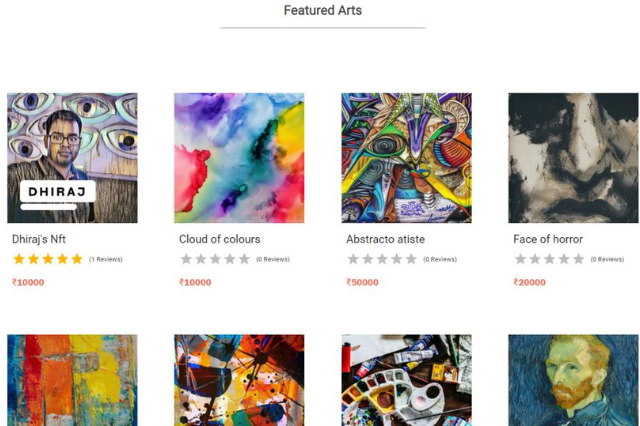 Featured Arts
DHIRAJ
Dhiraj's Nft
(1 Reviews)
₹10000
Cloud of colours
(0 Reviews)
₹10000
Abstracto atiste
(0 Reviews)
₹50000
Face of horror
(0 Reviews)
₹20000